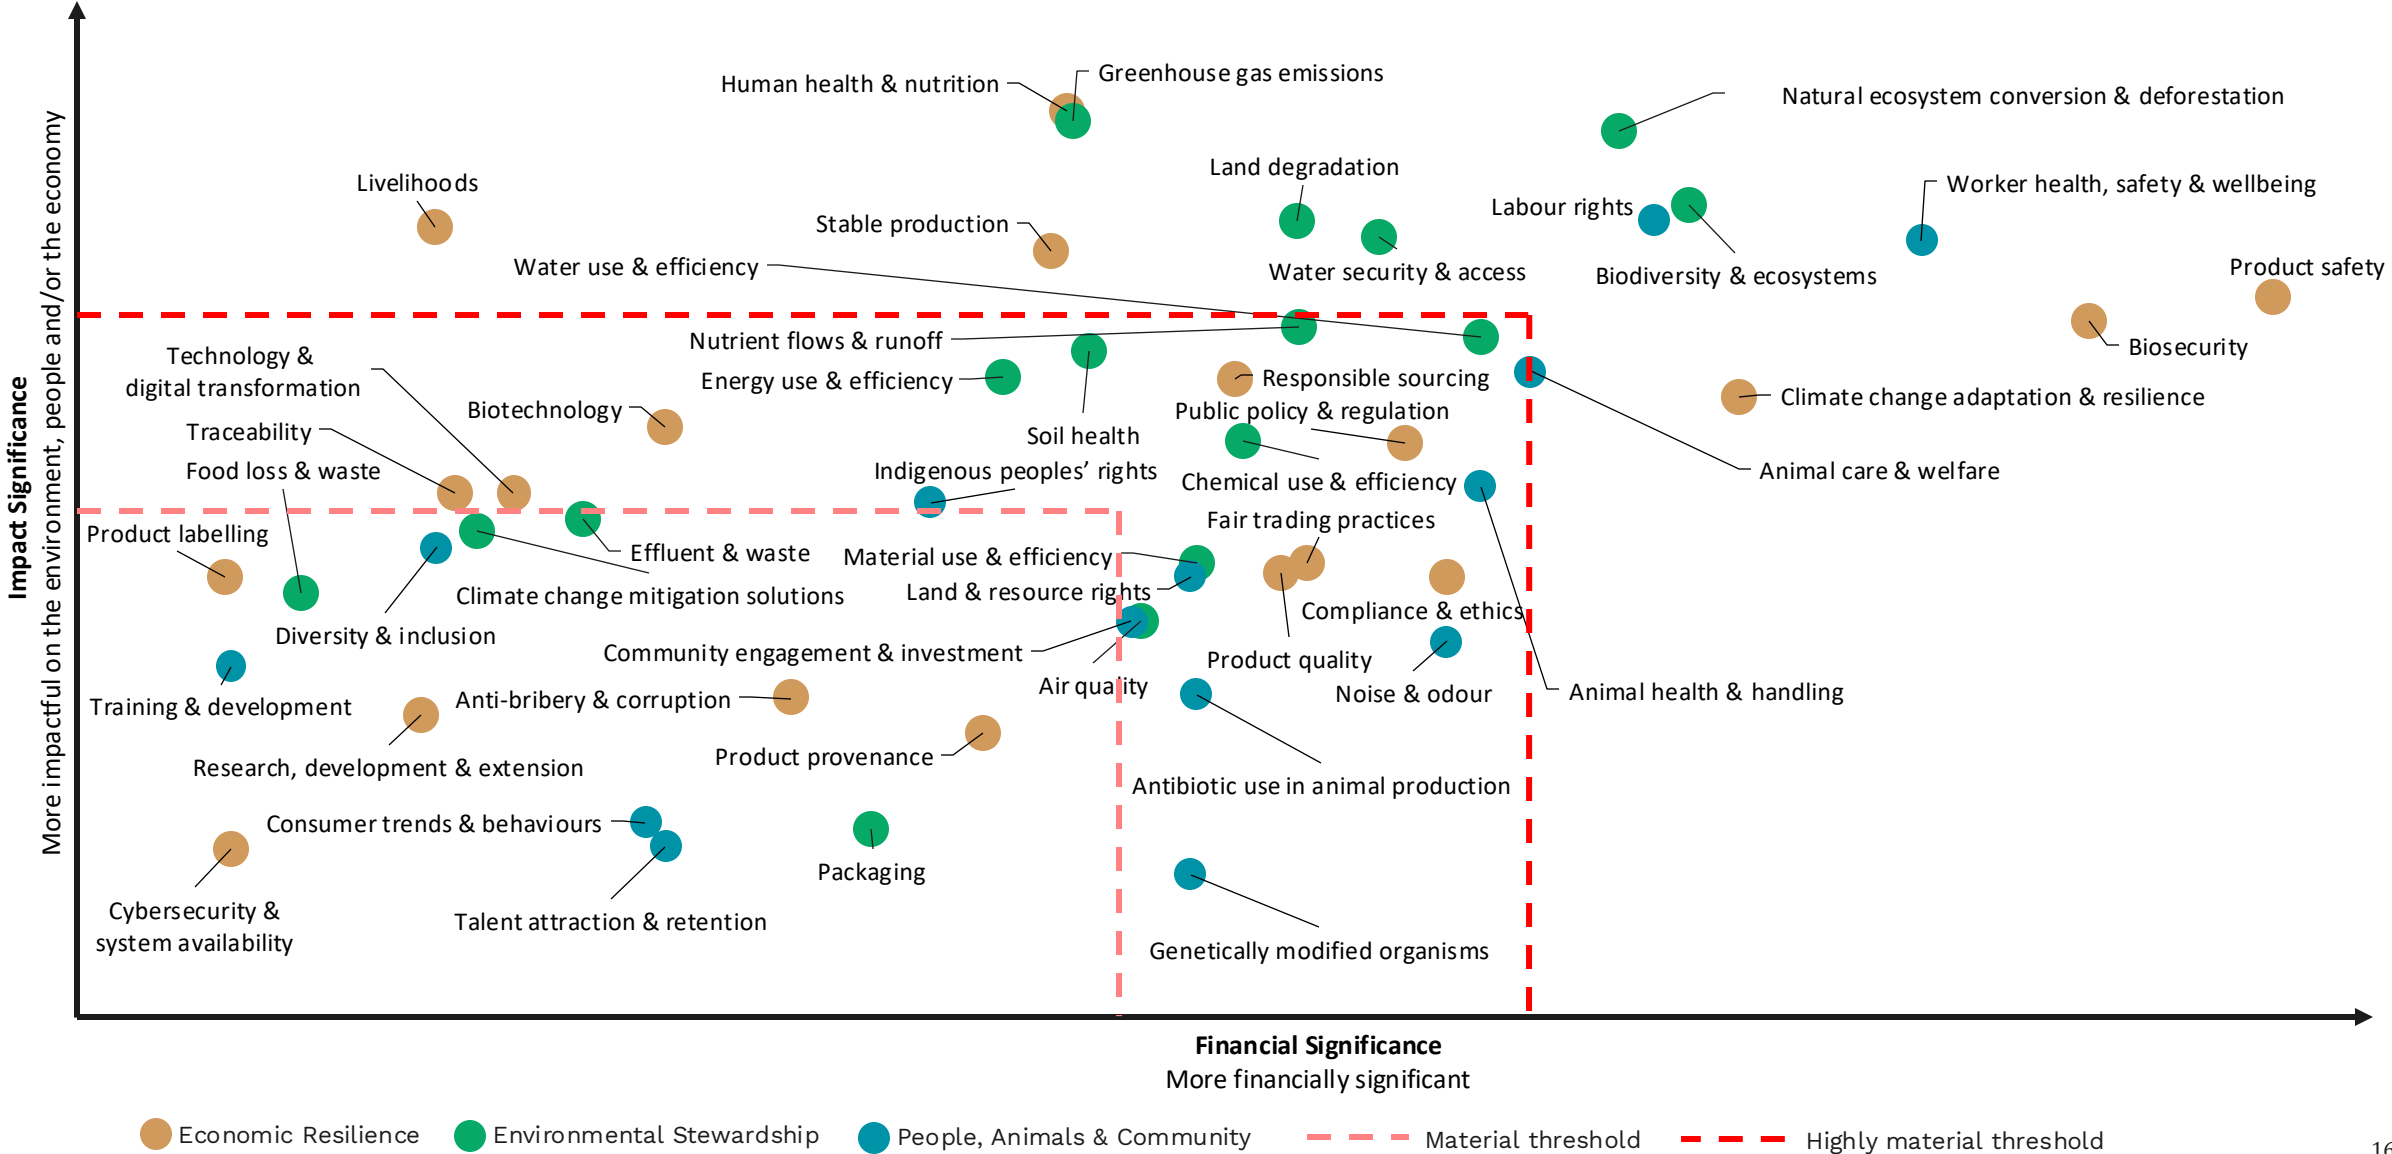 Human health & nutrition
Greenhouse gas emissions
Natural ecosystem conversion & deforestation
Livelihoods
Land degradation
Worker health, safety & wellbeing
Labour rights
Stable production
Water use & efficiency
Water security & access
Biodiversity & ecosystems
Product safety
Nutrient flows & runoff
Biosecurity
Technology &
digital transformation
Energy use & efficiency
Responsible sourcing
Climate change adaptation & resilience
Biotechnology
Public policy & regulation
Traceability
Soil health
Food loss & waste
Indigenous peoples’ rights
Chemical use & efficiency
Animal care & welfare
Product labelling
Fair trading practices
Effluent & waste
Material use & efficiency
Climate change mitigation solutions
Land & resource rights
Compliance & ethics
Diversity & inclusion
Community engagement & investment
Product quality
Air quality
Noise & odour
Animal health & handling
Training & development
Anti-bribery & corruption
Research, development & extension
Product provenance
Antibiotic use in animal production
Consumer trends & behaviours
Packaging
Cybersecurity &
system availability
Talent attraction & retention
Genetically modified organisms
Impact Significance
More impactful on the environment, people and/or the economy
Financial Significance
More financially significant
Economic Resilience
Environmental Stewardship
People, Animals & Community
Material threshold
Highly material threshold
16